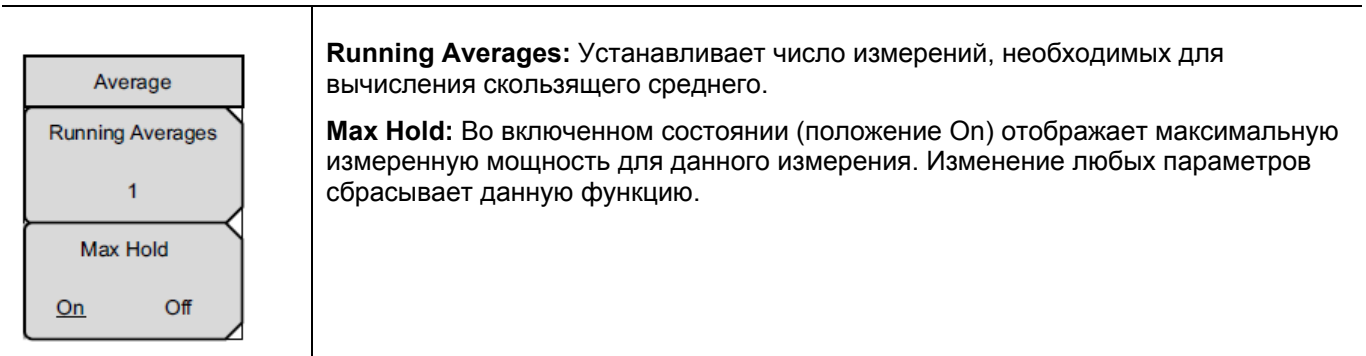 Average
Running Averages
1
Max Hold
On Off
Running Averages: Устанавливает число измерений, необходимых для
вычисления скользящего среднего.
Max Hold: Во включенном состоянии (положение On) отображает максимальную
измеренную мощность для данного измерения. Изменение любых параметров
сбрасывает данную функцию.